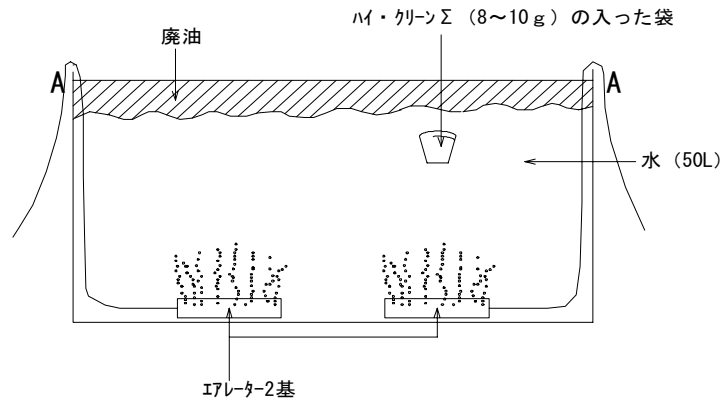 ハイ・クリーンΣ (8～10g) の入った袋
廃油
A
A
水 (50L)
エアレーター2基